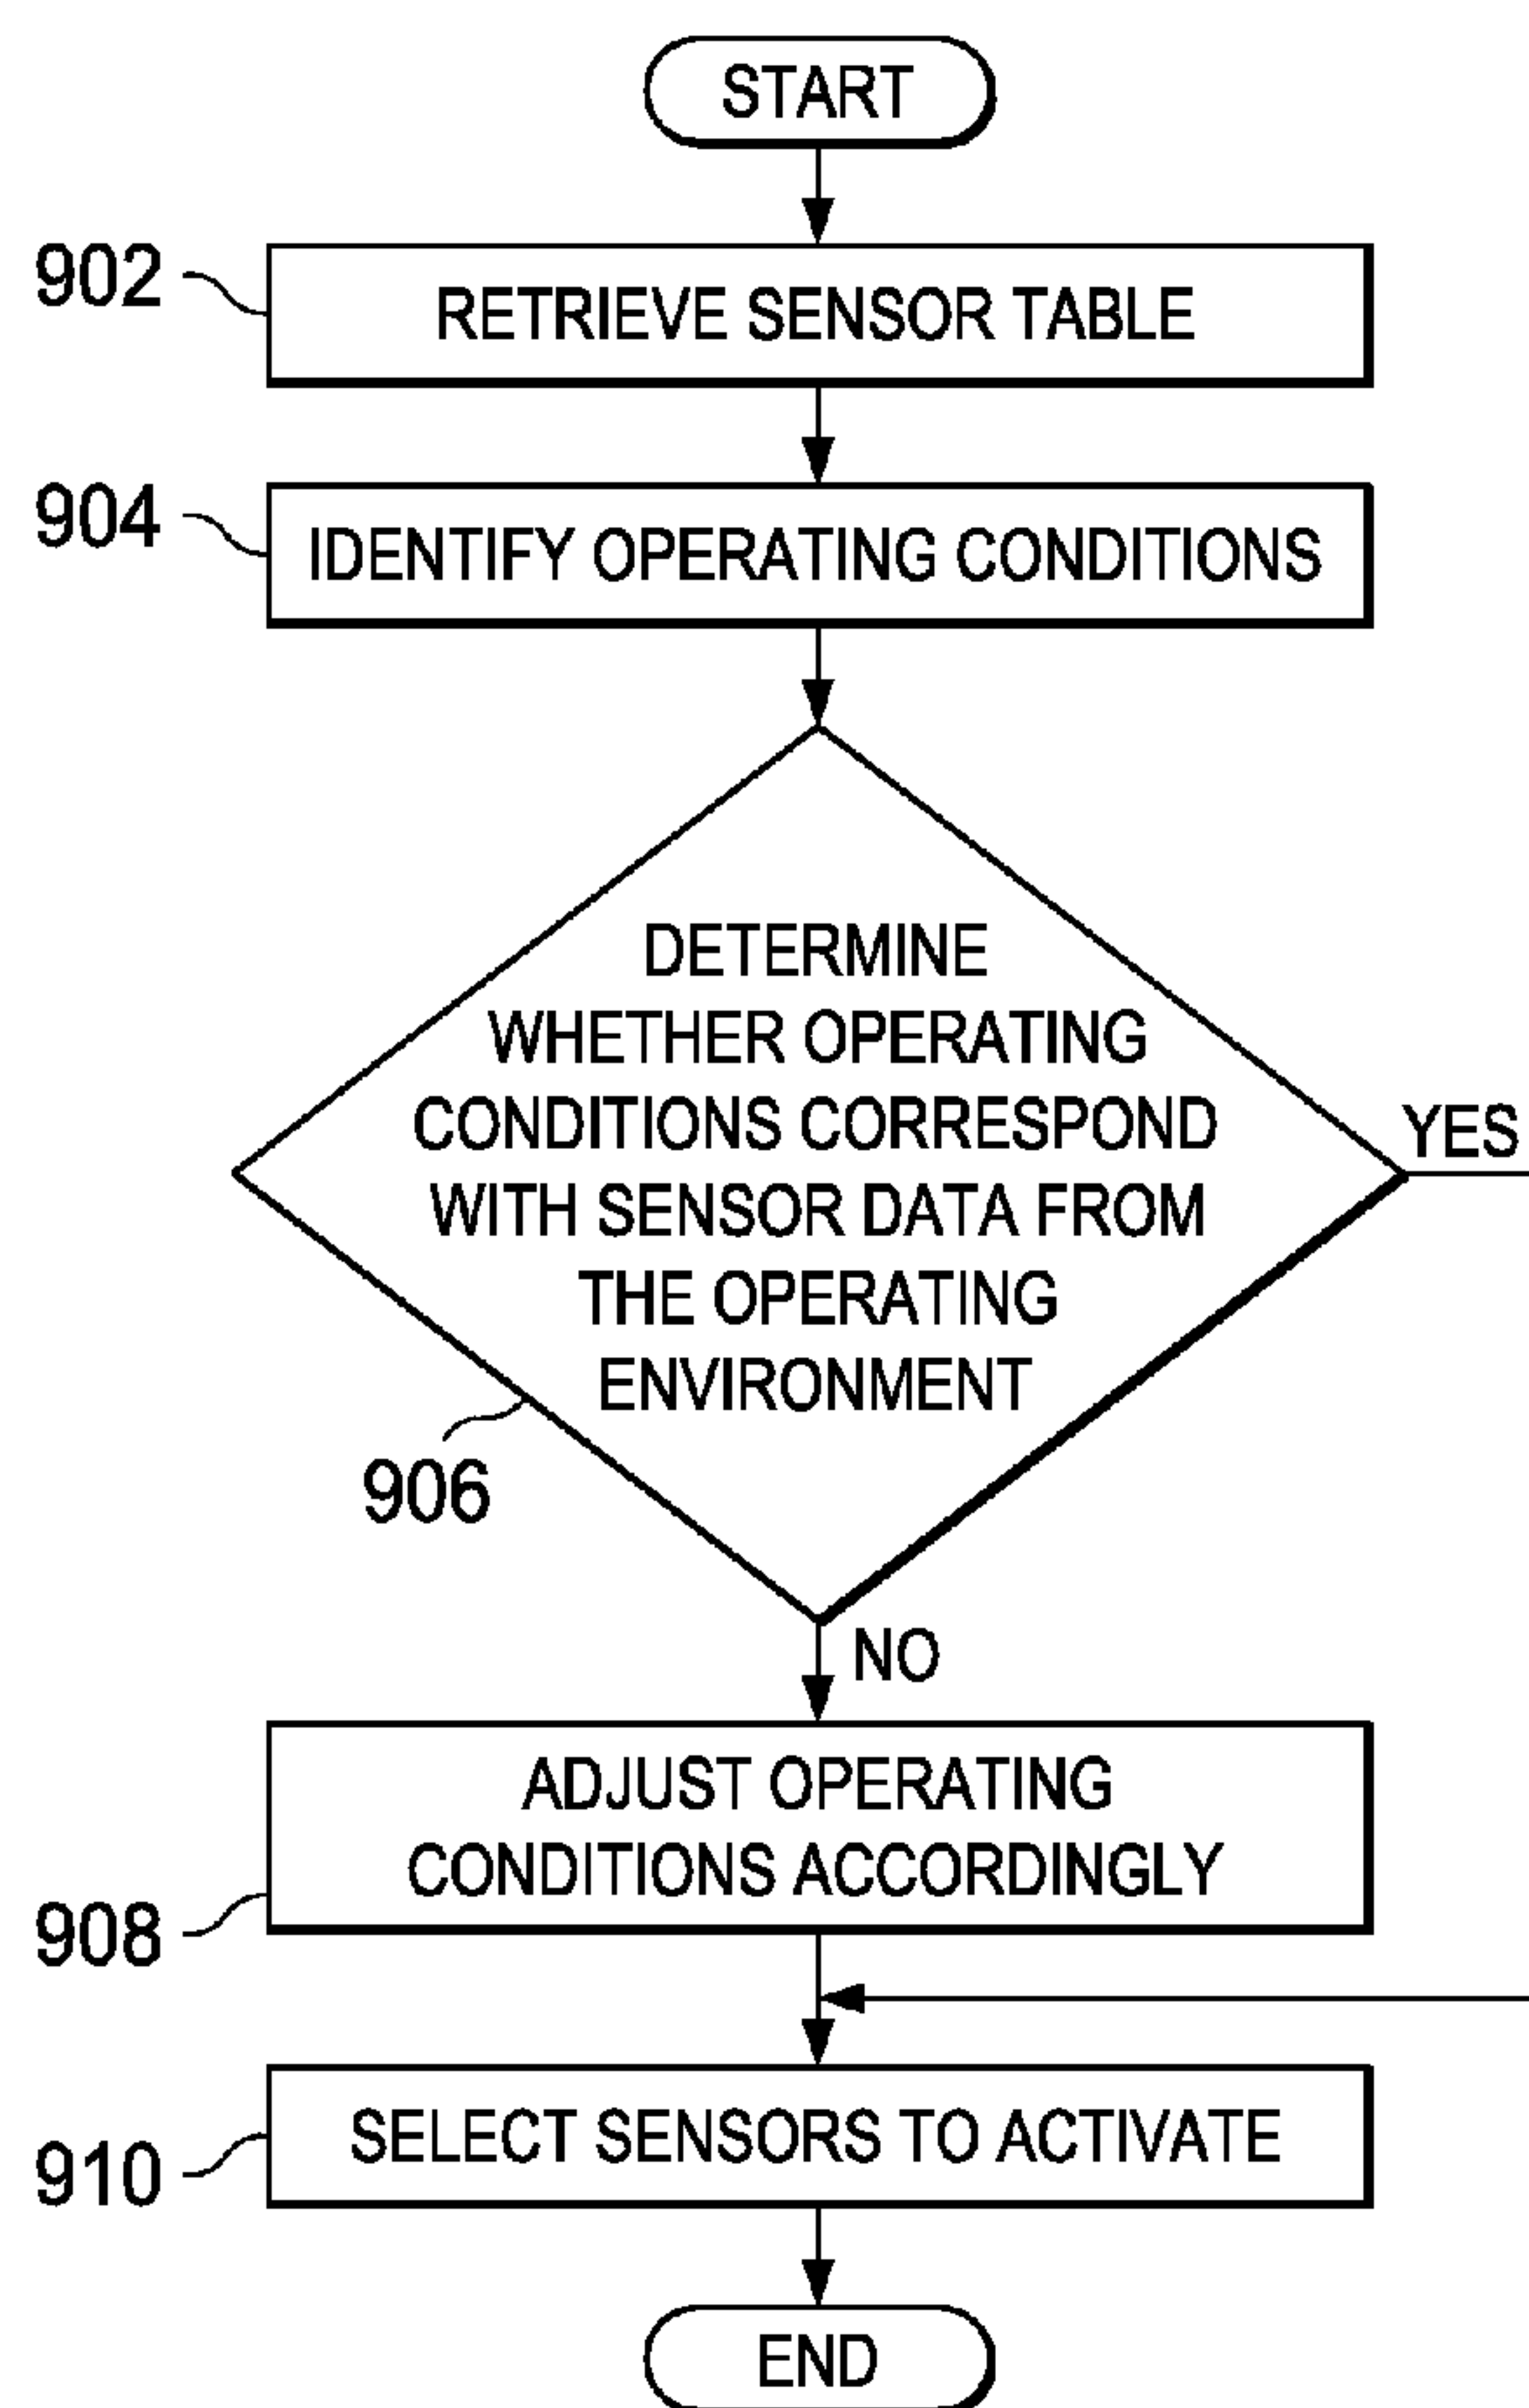 START
902
RETRIEVE SENSOR TABLE
904
IDENTIFY OPERATING CONDITIONS
DETERMINE
WHETHER OPERATING
CONDITIONS CORRESPOND
WITH SENSOR DATA FROM
THE OPERATING
ENVIRONMENT
YES
906
NO
ADJUST OPERATING
CONDITIONS ACCORDINGLY
908
SELECT SENSORS TO ACTIVATE
910
END